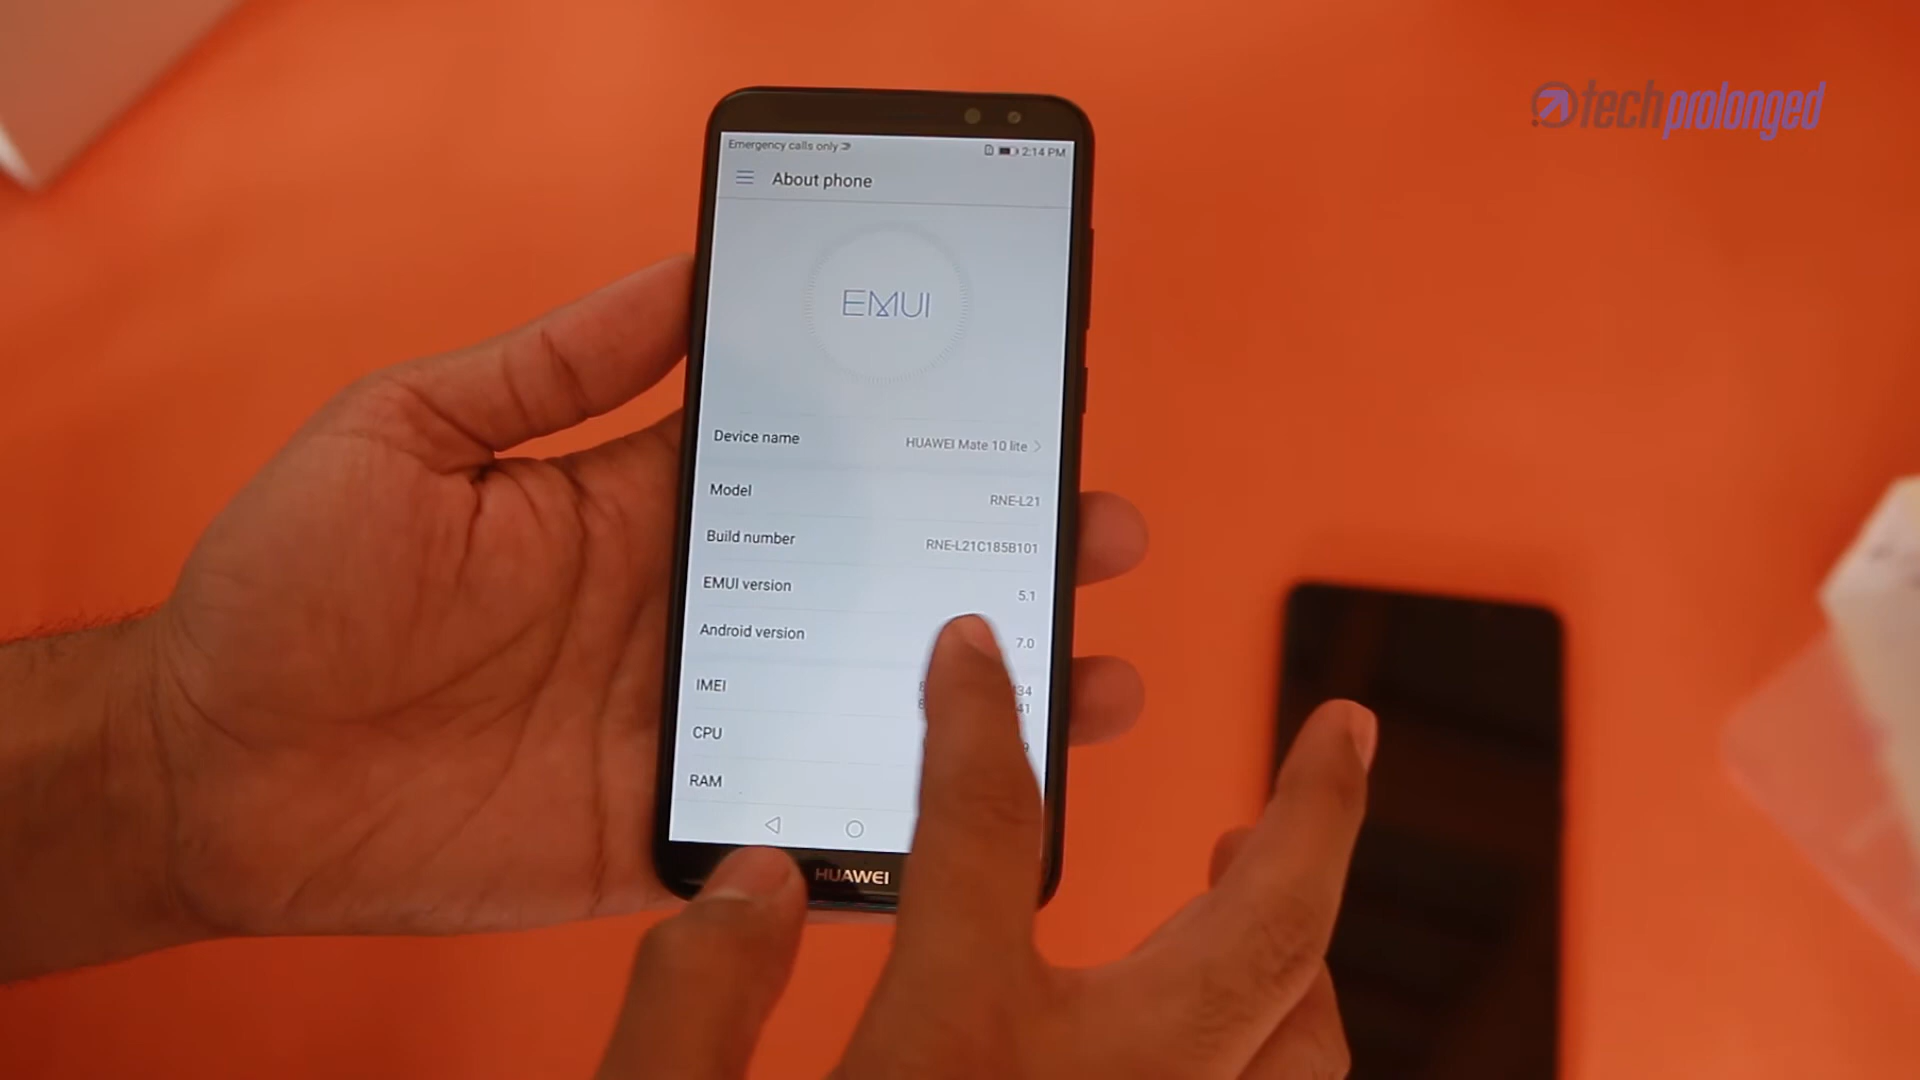 techprolonged
Emergency calls only
2:14 PM
About phone
EMUI
Device name HUAWEI Mate 10 lite
Model RNE-L21
Build number RNE-L21C185B101
EMUI version 5.1
Android version 7.0
IMEI
CPU
RAM
HUAWEI